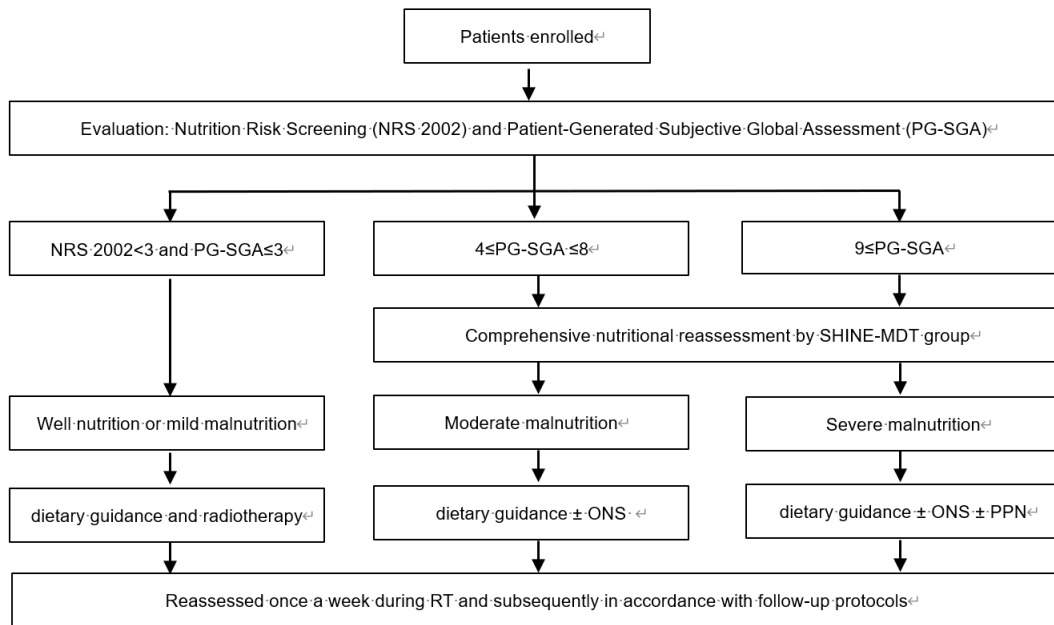 Patients enrolled↵
Evaluation: Nutrition Risk Screening (NRS 2002) and Patient-Generated Subjective Global Assessment (PG-SGA)↵
NRS 2002<3 and PG-SGA≤3↵
4≤PG-SGA ≤8↵
9≤PG-SGA↵
Comprehensive nutritional reassessment by SHINE-MDT group↵
Well nutrition or mild malnutrition↵
Moderate malnutrition↵
Severe malnutrition↵
dietary guidance and radiotherapy↵
dietary guidance ± ONS ↵
dietary guidance ± ONS ± PPN↵
Reassessed once a week during RT and subsequently in accordance with follow-up protocols↵